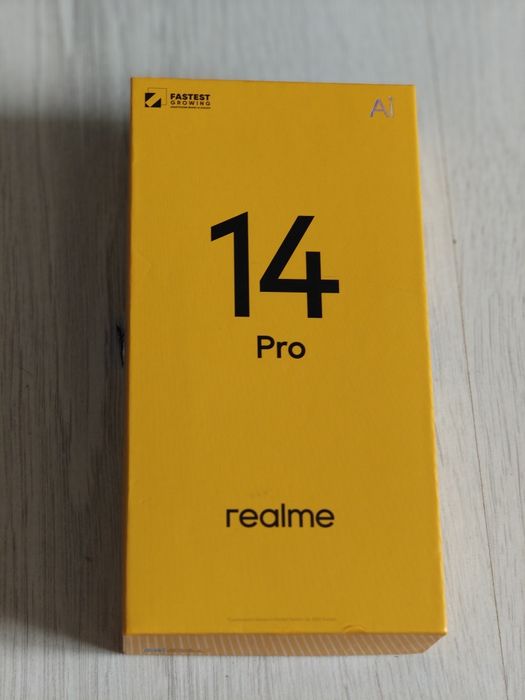 FASTEST
GROWING
Ai
14
Pro
realme